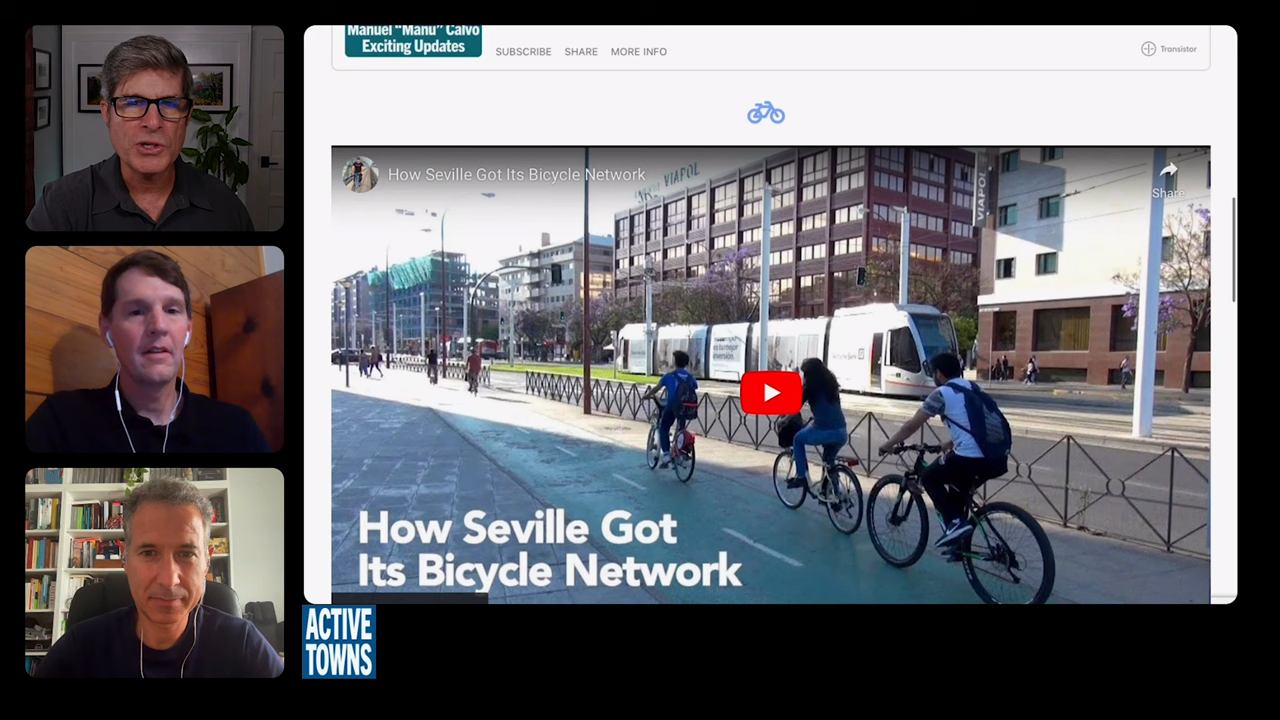 Manuel "Manu" Calvo
Exciting Updates
SUBSCRIBE SHARE MORE INFO
Transistor
How Seville Got Its Bicycle Network
Share
VIAPOL
VIAPOL
How Seville Got
Its Bicycle Network
ACTIVE
TOWNS